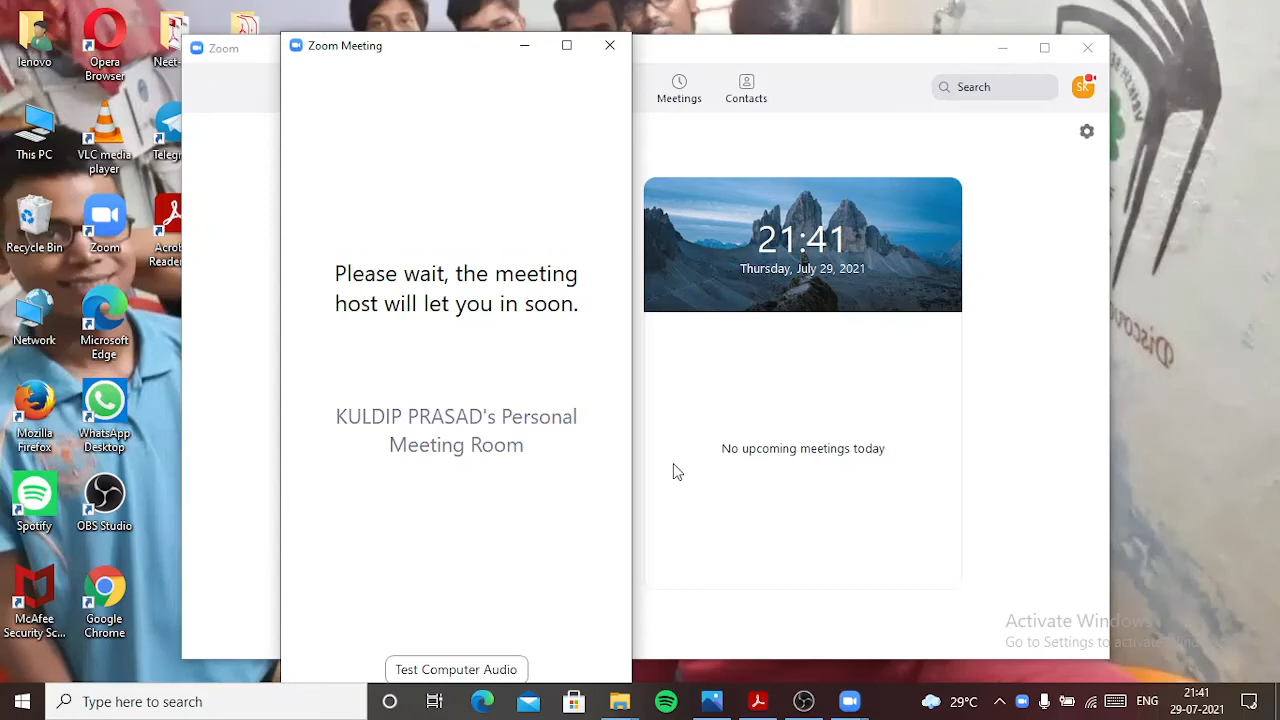 lenovo
Opera
Browser
Neet-
This PC
VLC media
player
Telegr
Recycle Bin
Zoom
Acrob
Reader
Network
Microsoft
Edge
Mozilla
Firefox
WhatsApp
Desktop
Spotify
OBS Studio
McAfee
Security Sc...
Google
Chrome
Zoom
Zoom Meeting
Please wait, the meeting
host will let you in soon.
KULDIP PRASAD's Personal
Meeting Room
Test Computer Audio
Meetings
Contacts
Search
SK
21:41
Thursday, July 29, 2021
No upcoming meetings today
Discove
Activate Windows
Go to Settings to activate Windows.
Type here to search
29°C
ENG
21:41
29-07-2021